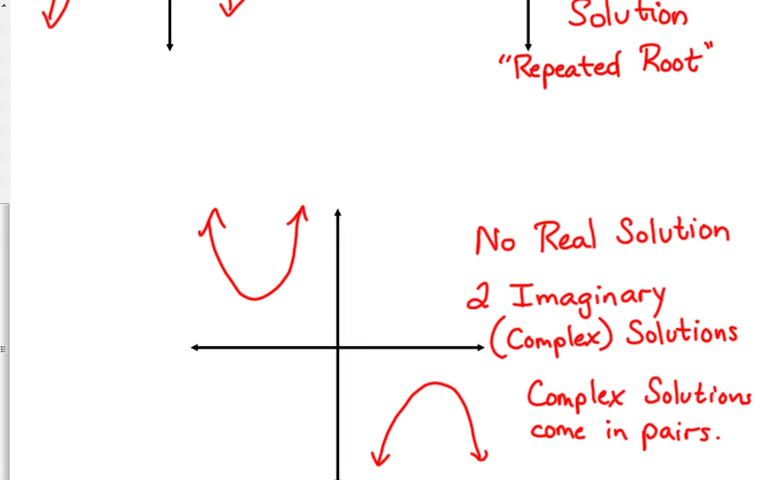 Solution
"Repeated Root"
No Real Solution
2 Imaginary
(Complex) Solutions
Complex Solutions
come in pairs.